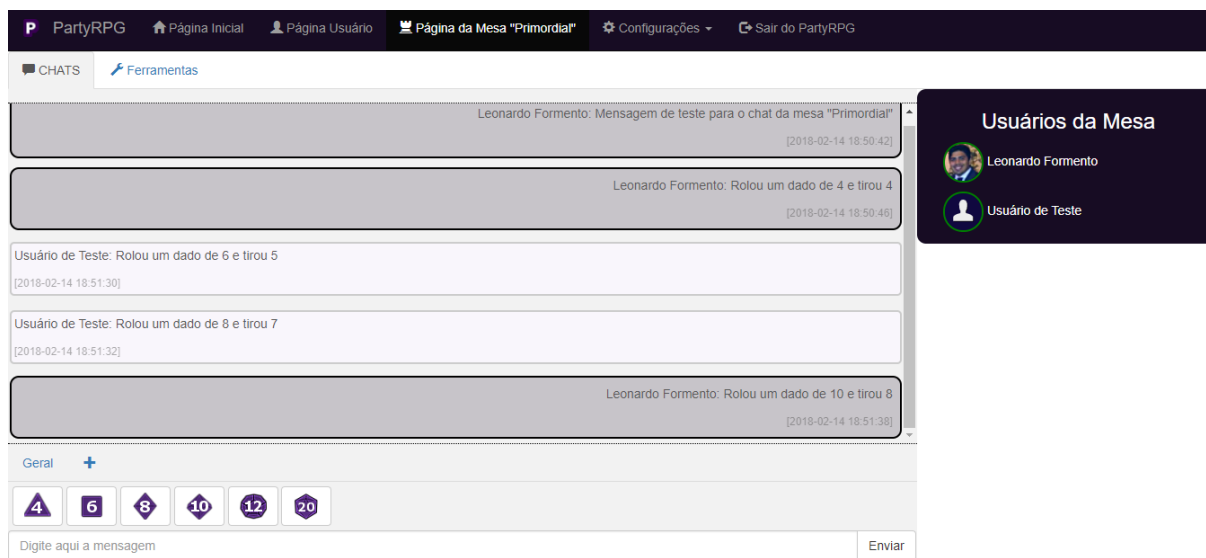 P PartyRPG Página Inicial Página Usuário Página da Mesa "Primordial" Configurações Sair do PartyRPG
CHATS Ferramentas
Leonardo Formento: Mensagem de teste para o chat da mesa "Primordial"
[2018-02-14 18:50:42]
Leonardo Formento: Rolou um dado de 4 e tirou 4
[2018-02-14 18:50:46]
Usuário de Teste: Rolou um dado de 6 e tirou 5
[2018-02-14 18:51:30]
Usuário de Teste: Rolou um dado de 8 e tirou 7
[2018-02-14 18:51:32]
Leonardo Formento: Rolou um dado de 10 e tirou 8
[2018-02-14 18:51:38]
Geral
4 6 8 10 12 20
Digite aqui a mensagem Enviar
Usuários da Mesa
Leonardo Formento
Usuário de Teste